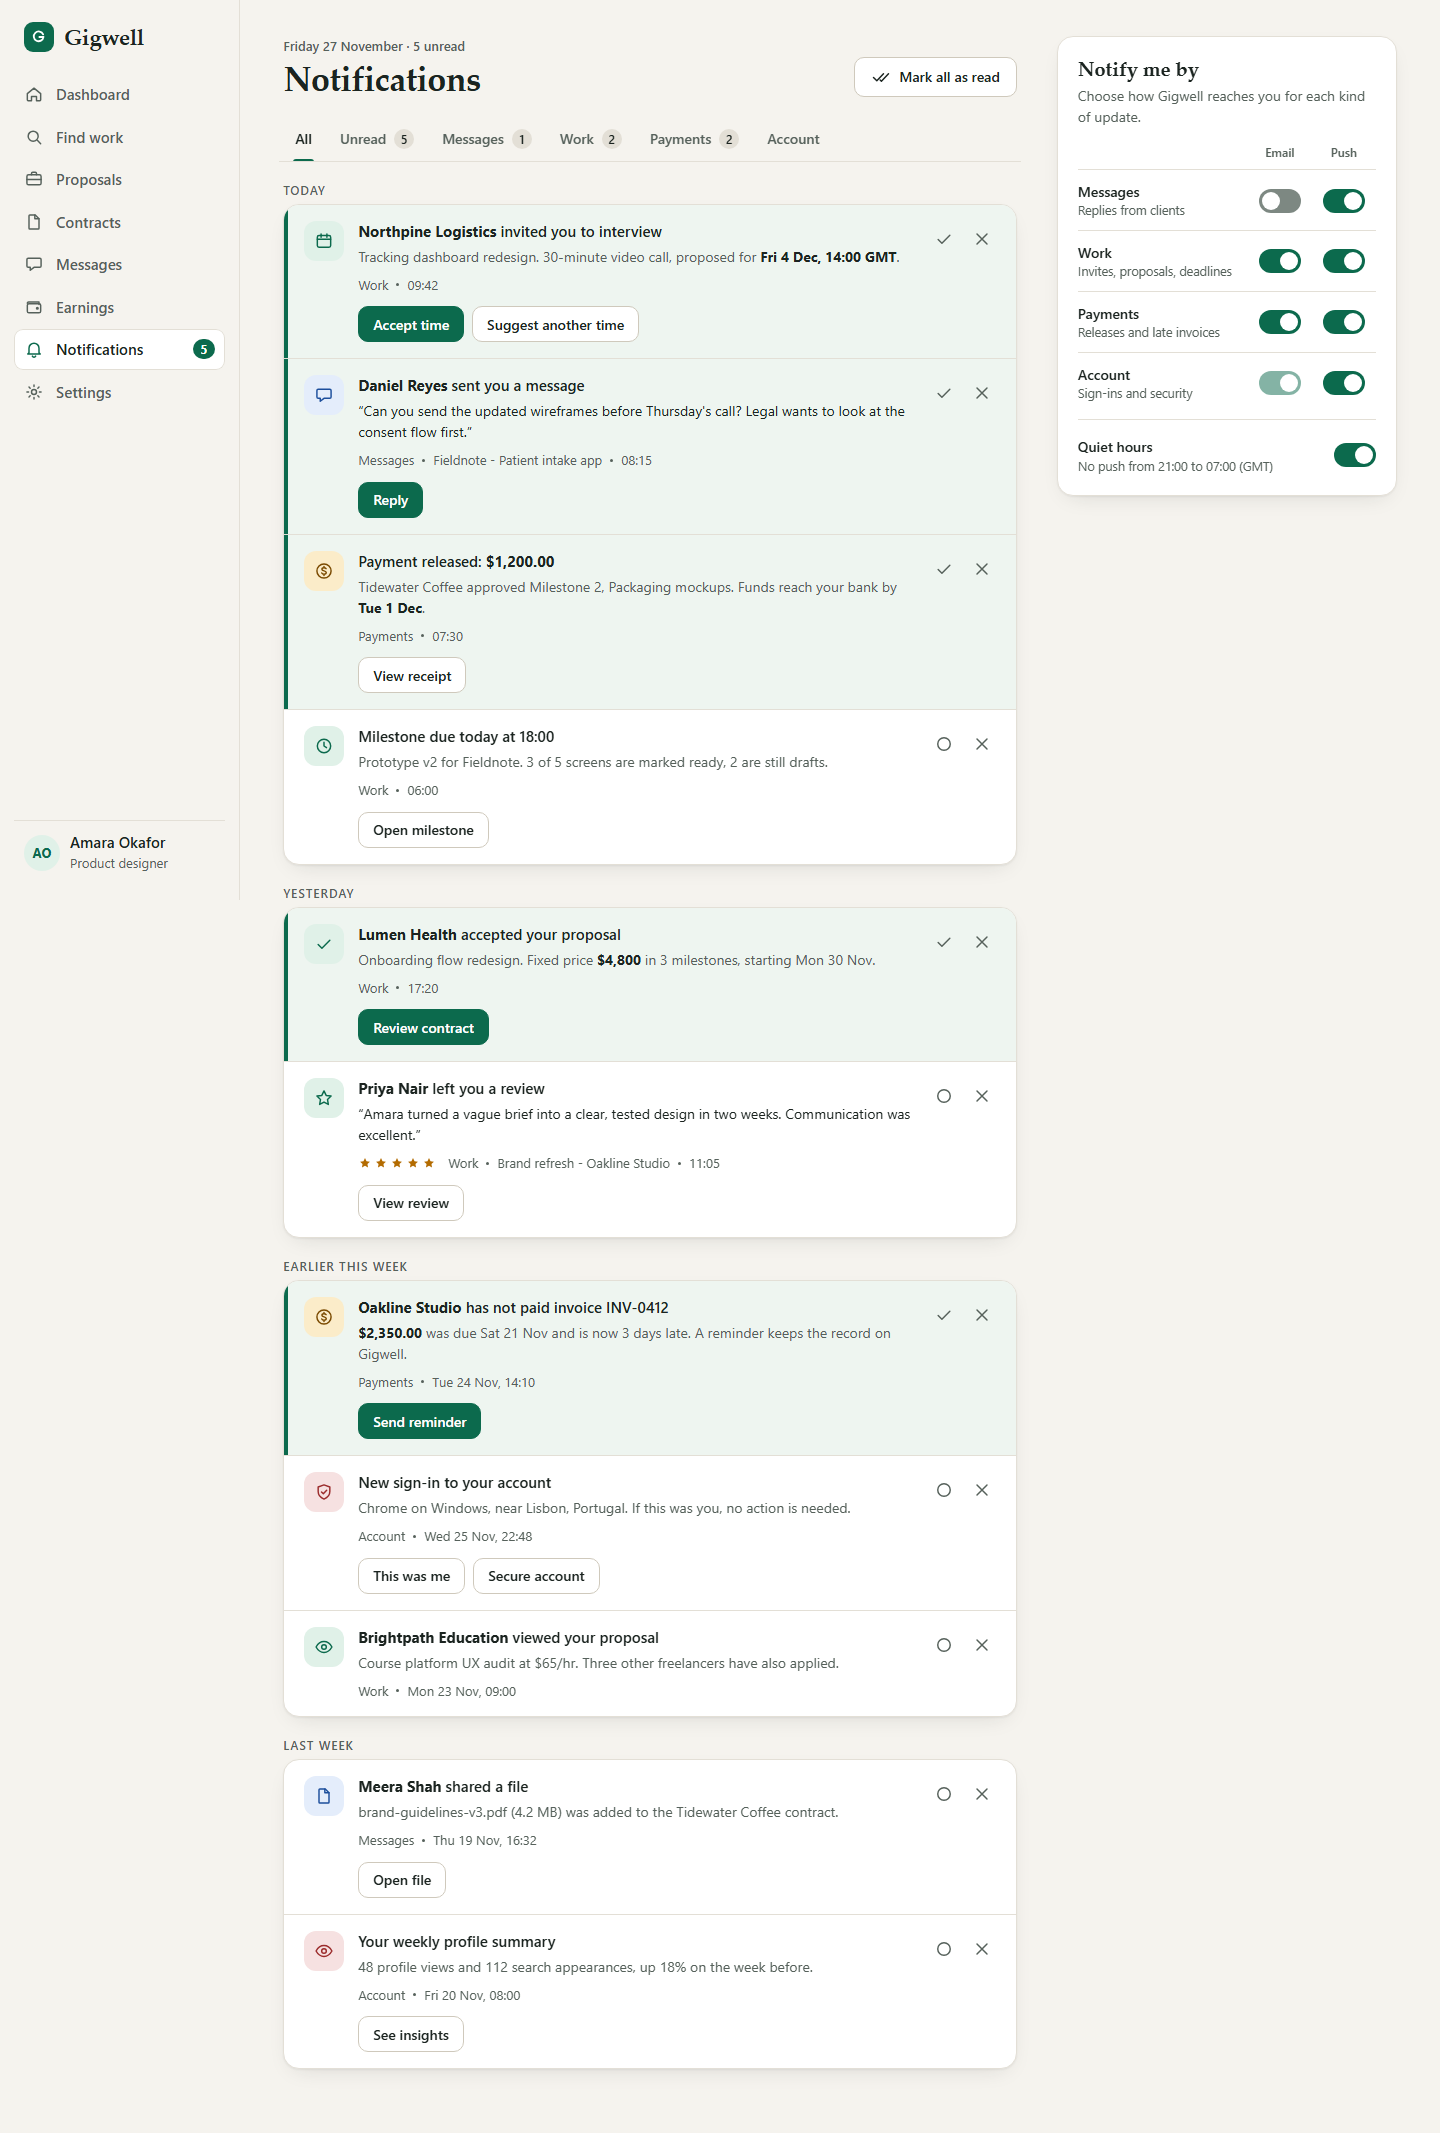 G Gigwell
Dashboard
Find work
Proposals
Contracts
Messages
Earnings
Notifications 5
Settings
AO
Amara Okafor
Product designer
Friday 27 November · 5 unread
Notifications
Mark all as read
All Unread 5 Messages 1 Work 2 Payments 2 Account
TODAY
Northpine Logistics invited you to interview
Tracking dashboard redesign. 30-minute video call, proposed for Fri 4 Dec, 14:00 GMT.
Work • 09:42
Accept time Suggest another time
Daniel Reyes sent you a message
“Can you send the updated wireframes before Thursday's call? Legal wants to look at the
consent flow first.”
Messages • Fieldnote - Patient intake app • 08:15
Reply
Payment released: $1,200.00
Tidewater Coffee approved Milestone 2, Packaging mockups. Funds reach your bank by
Tue 1 Dec.
Payments • 07:30
View receipt
Milestone due today at 18:00
Prototype v2 for Fieldnote. 3 of 5 screens are marked ready, 2 are still drafts.
Work • 06:00
Open milestone
YESTERDAY
Lumen Health accepted your proposal
Onboarding flow redesign. Fixed price $4,800 in 3 milestones, starting Mon 30 Nov.
Work • 17:20
Review contract
Priya Nair left you a review
“Amara turned a vague brief into a clear, tested design in two weeks. Communication was
excellent.”
★ ★ ★ ★ ★ Work • Brand refresh - Oakline Studio • 11:05
View review
EARLIER THIS WEEK
Oakline Studio has not paid invoice INV-0412
$2,350.00 was due Sat 21 Nov and is now 3 days late. A reminder keeps the record on
Gigwell.
Payments • Tue 24 Nov, 14:10
Send reminder
New sign-in to your account
Chrome on Windows, near Lisbon, Portugal. If this was you, no action is needed.
Account • Wed 25 Nov, 22:48
This was me Secure account
Brightpath Education viewed your proposal
Course platform UX audit at $65/hr. Three other freelancers have also applied.
Work • Mon 23 Nov, 09:00
LAST WEEK
Meera Shah shared a file
brand-guidelines-v3.pdf (4.2 MB) was added to the Tidewater Coffee contract.
Messages • Thu 19 Nov, 16:32
Open file
Your weekly profile summary
48 profile views and 112 search appearances, up 18% on the week before.
Account • Fri 20 Nov, 08:00
See insights
Notify me by
Choose how Gigwell reaches you for each kind
of update.
Email Push
Messages
Replies from clients
Work
Invites, proposals, deadlines
Payments
Releases and late invoices
Account
Sign-ins and security
Quiet hours
No push from 21:00 to 07:00 (GMT)